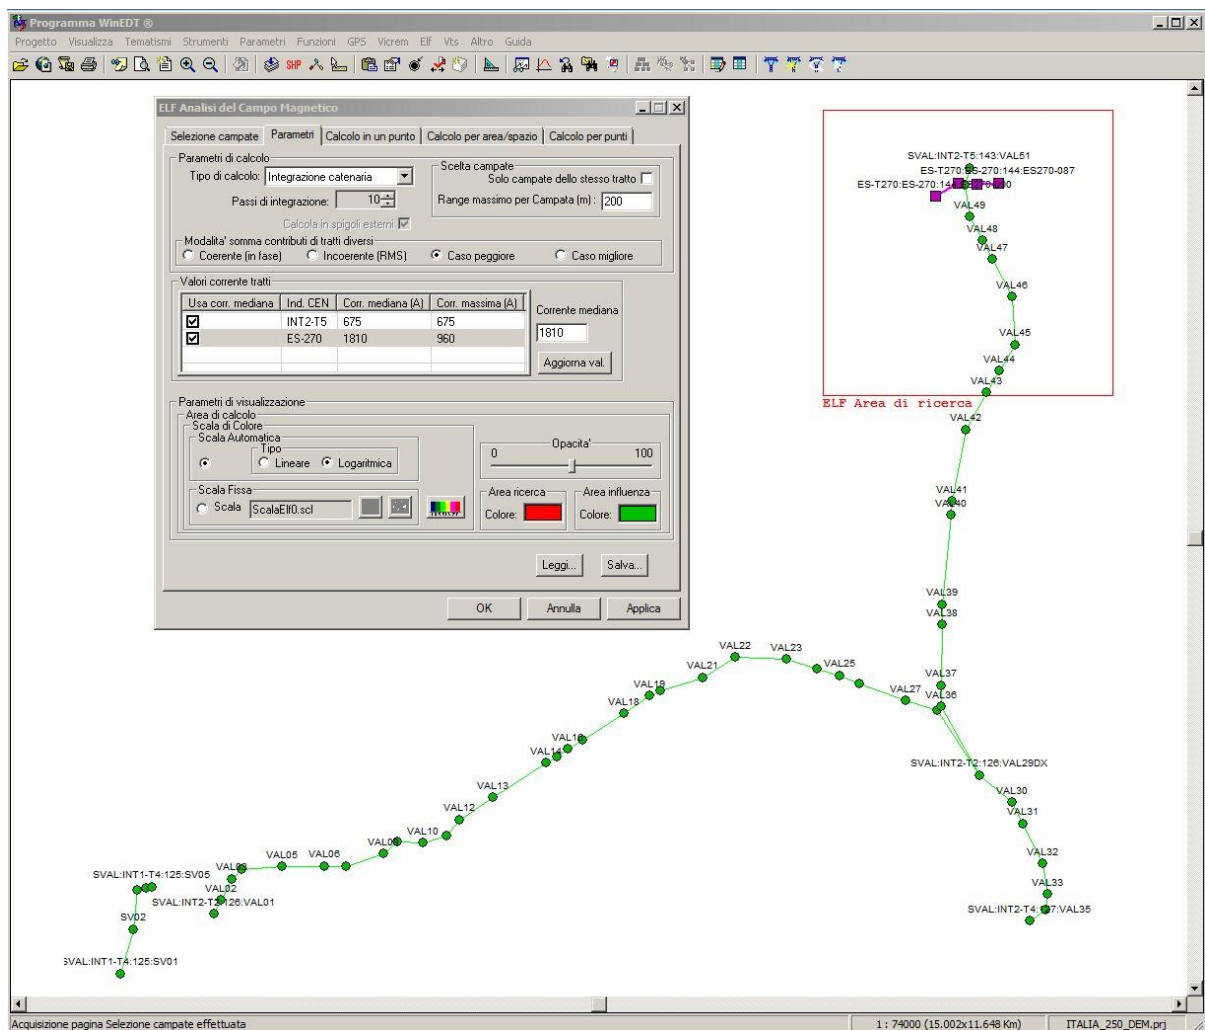 Programma WinEDT ®
Progetto Visualizza Tematismi Strumenti Parametri Funzioni GPS Vicrem Elf Vts Altro Guida
SHP
ELF Analisi del Campo Magnetico
Selezione campate Parametri Calcolo in un punto Calcolo per area/spazio Calcolo per punti
Parametri di calcolo
Tipo di calcolo: Integrazione catenaria
Passi di integrazione: 10
Calcola in spigoli esterni
Scelta campate
Solo campate dello stesso tratto
Range massimo per Campata (m) : 200
Modalita' somma contributi di tratti diversi
Coerente (in fase) Incoerente (RMS) Caso peggiore Caso migliore
Valori corrente tratti
Usa corr. mediana Ind. CEN Corr. mediana (A) Corr. massima (A)
INT2-T5 675 675
ES-270 1810 960
Corrente mediana
1810
Aggiorna val.
Parametri di visualizzazione
Area di calcolo
Scala di Colore
Scala Automatica
Tipo
Lineare Logaritmica
Scala Fissa
Scala ScalaElf0.scl
Opacita'
0 100
Area ricerca
Colore:
Area influenza
Colore:
Leggi... Salva...
OK Annulla Applica
SVAL:INT2-T5:143:VAL51
ES-T270:ES-270:144:ES270-087
VAL49
VAL48
VAL47
VAL46
VAL45
VAL44
VAL43
ELF Area di ricerca
VAL42
VAL41
VAL40
VAL39
VAL38
VAL37
VAL36
VAL22
VAL23
VAL25
VAL21
VAL19
VAL27
VAL18
VAL16
VAL14
SVAL:INT2-T2:126:VAL29DX
VAL13
VAL30
VAL12
VAL31
VAL10
VAL05
VAL06
VAL32
SVAL:INT1-T4:125:SV05
VAL02
VAL33
SVAL:INT2-T2:126:VAL01
SVAL:INT2-T4:127:VAL35
SV02
SVAL:INT1-T4:125:SV01
Acquisizione pagina Selezione campate effettuata
1 : 74000 (15.002x11.648 Km)
ITALIA_250_DEM.prj